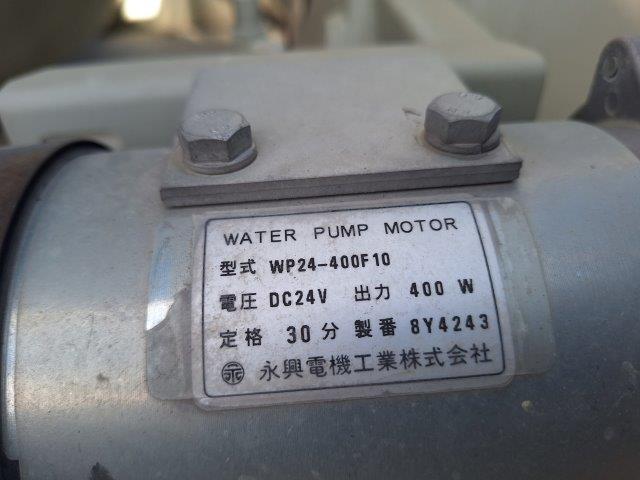 WATER PUMP MOTOR
型式 WP24-400F10
電圧 DC24V 出力 400 W
定格 30分 製番 8Y4243
永興電機工業株式会社